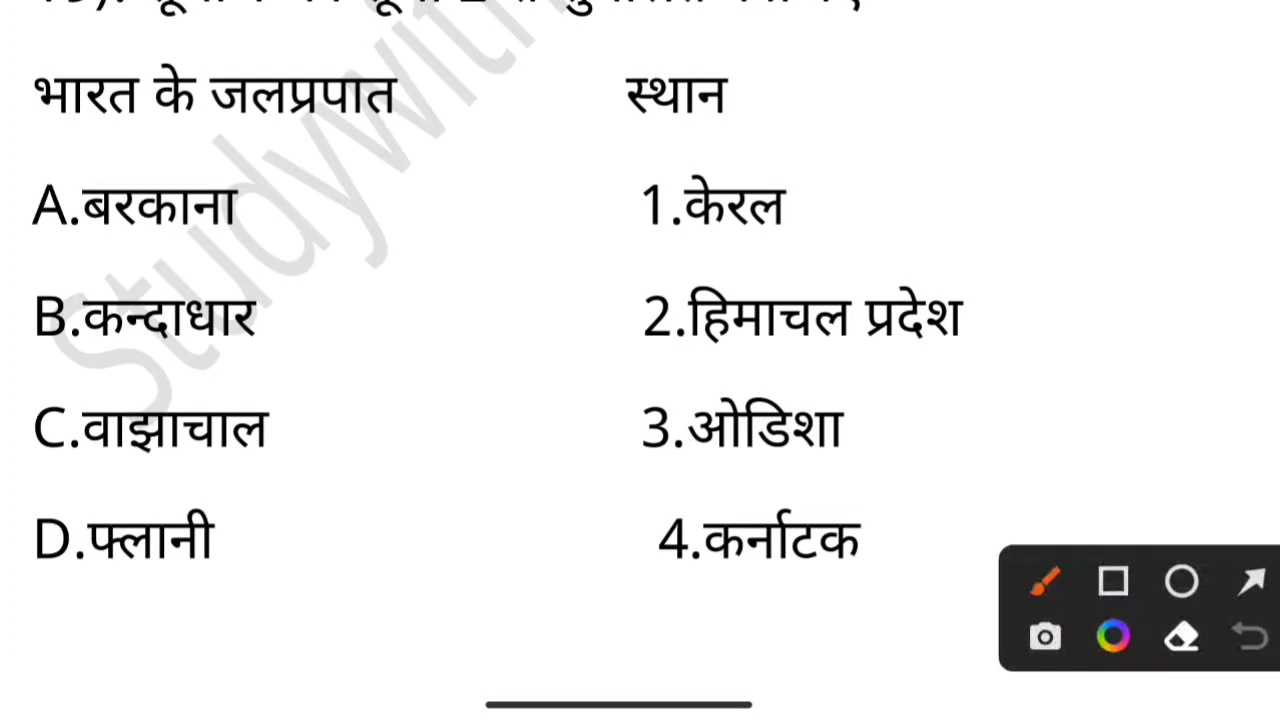 भारत के जलप्रपात स्थान
A.बरकाना 1.केरल
B.कन्दाधार 2.हिमाचल प्रदेश
C.वाझाचाल 3.ओडिशा
D.फ्लानी 4.कर्नाटक